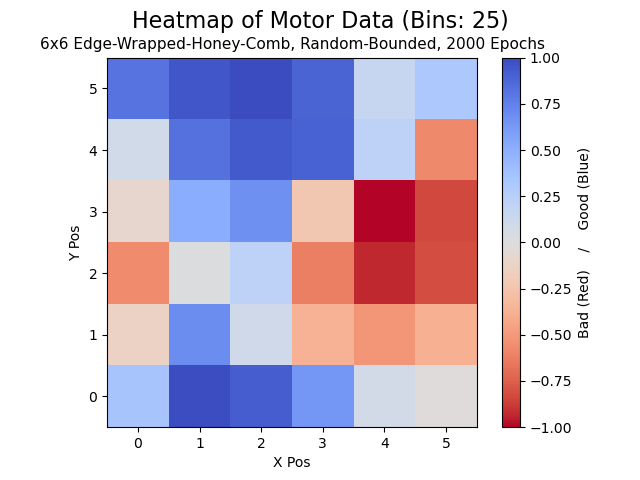 Heatmap of Motor Data (Bins: 25)
6x6 Edge-Wrapped-Honey-Comb, Random-Bounded, 2000 Epochs
5
4
3
2
1
0
Y Pos
0 1 2 3 4 5
X Pos
1.00
0.75
0.50
0.25
0.00
−0.25
−0.50
−0.75
−1.00
Bad (Red) / Good (Blue)